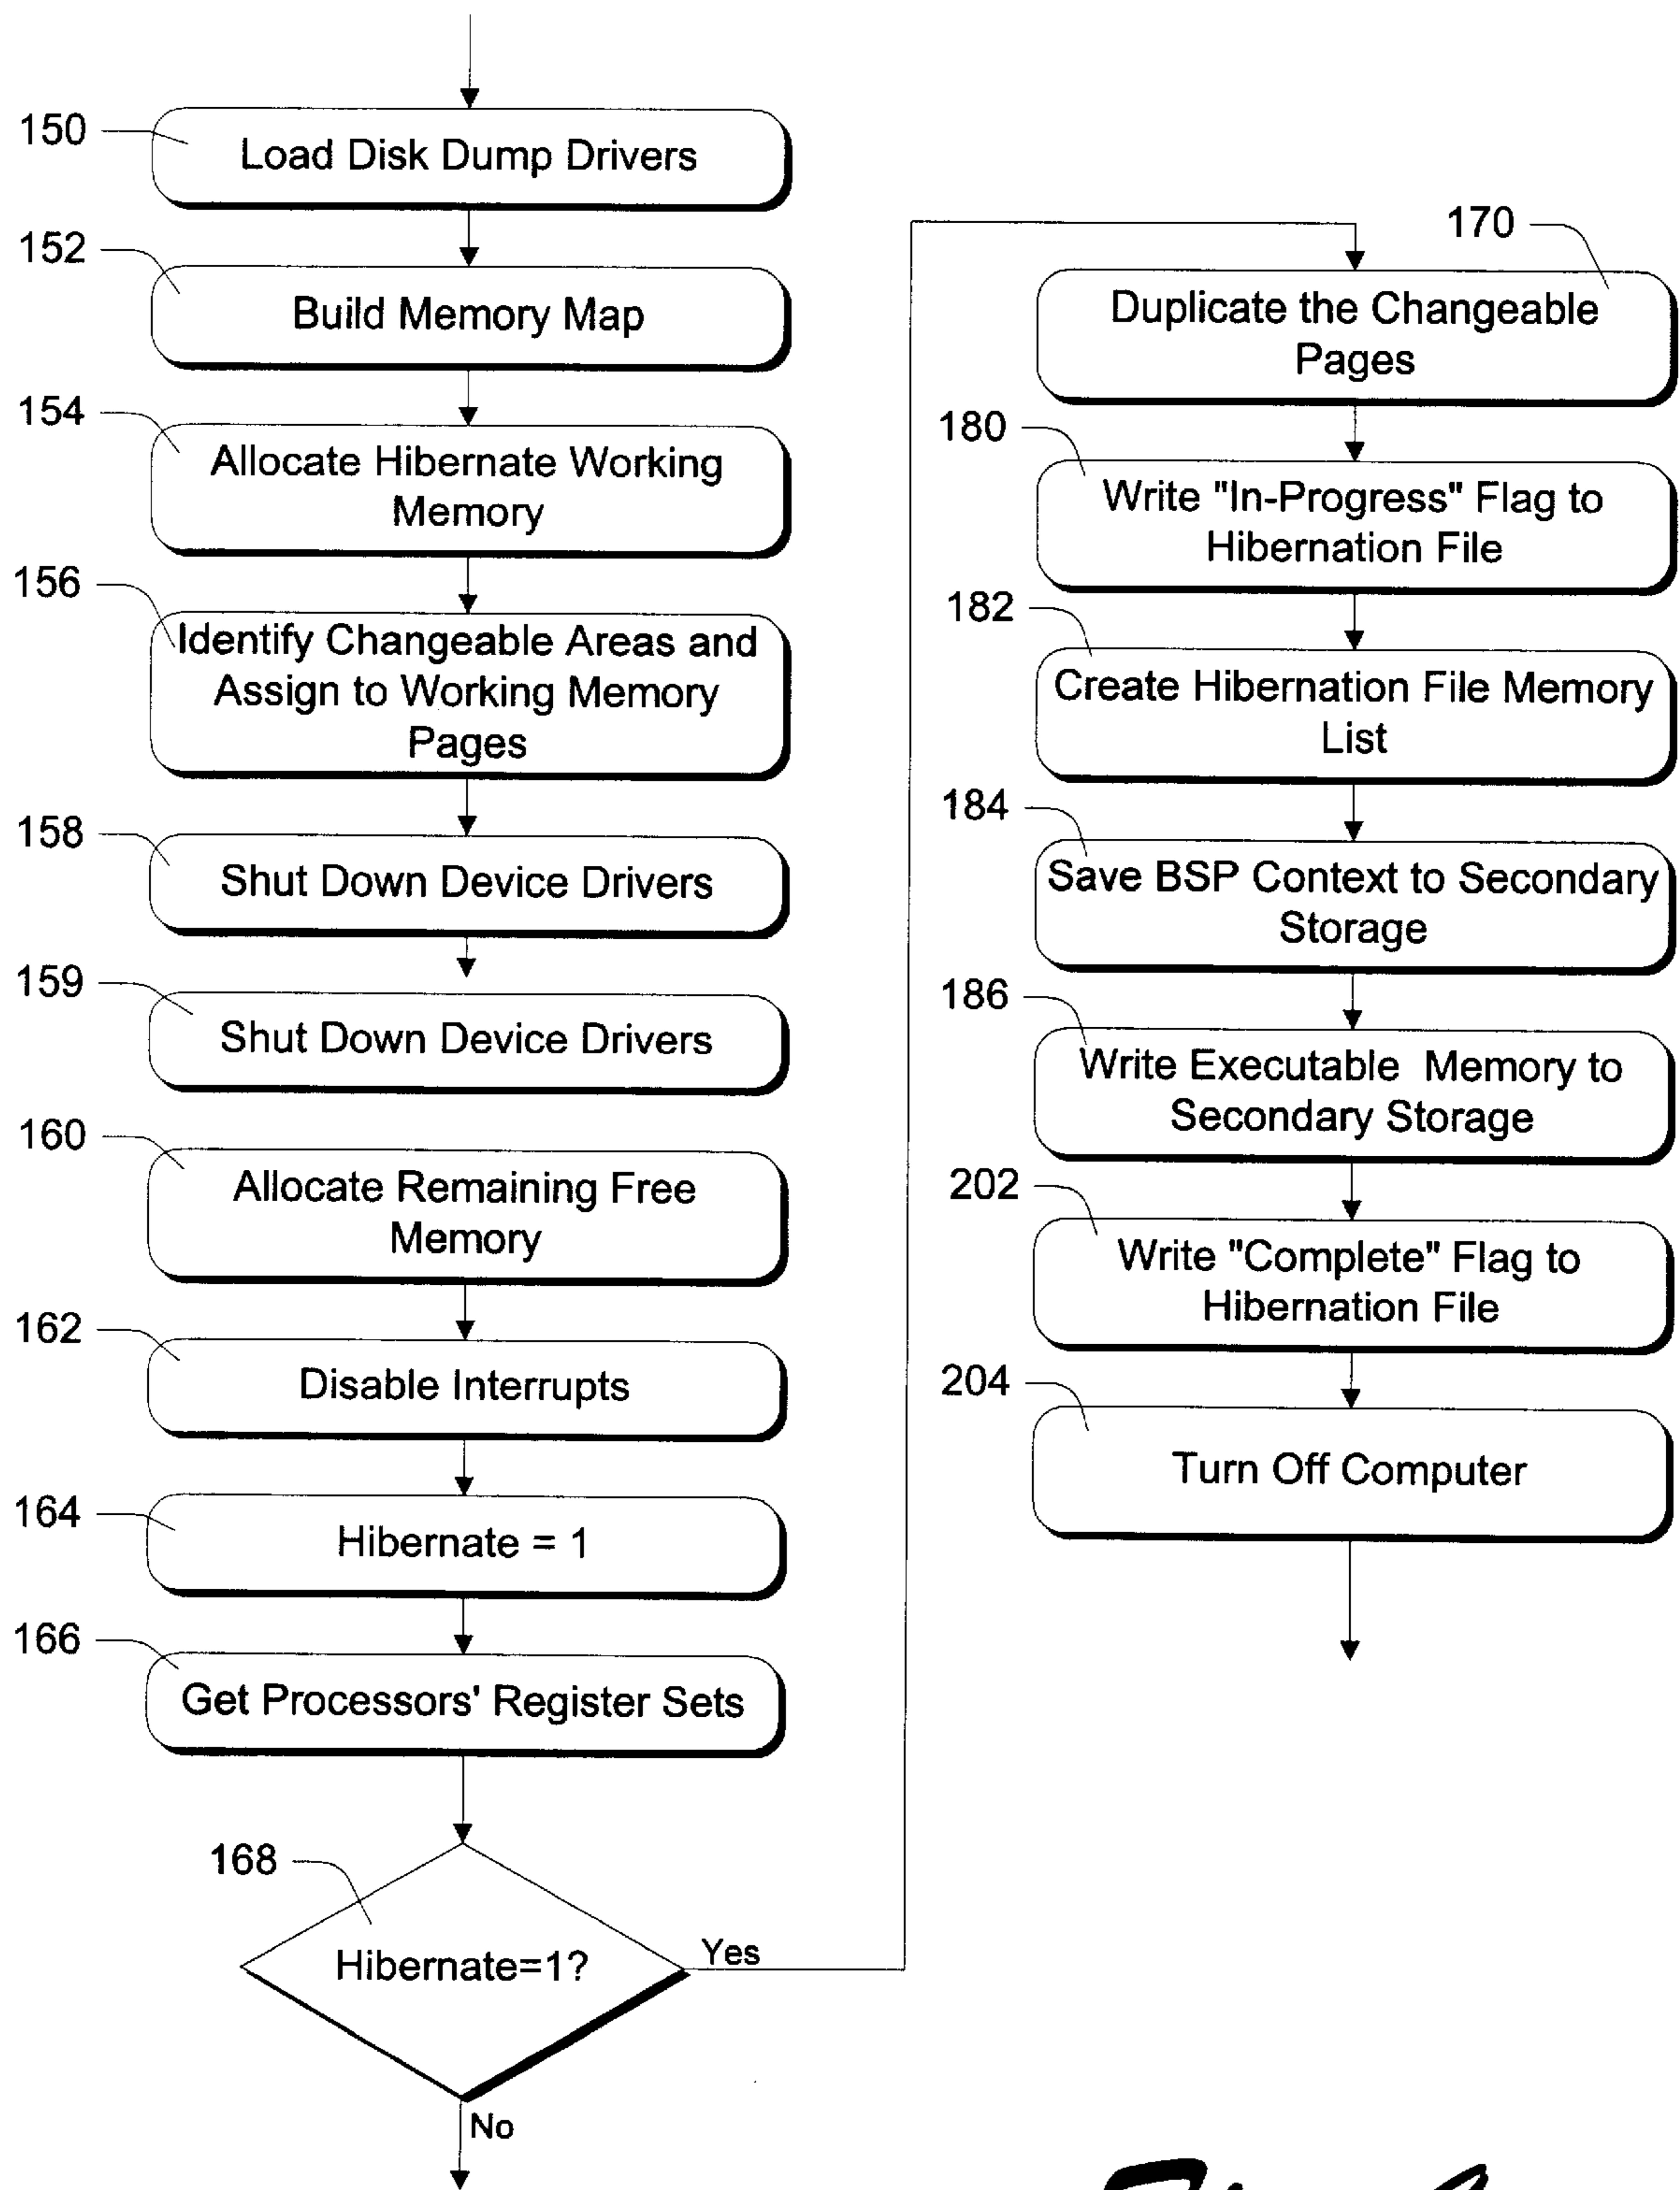 150
Load Disk Dump Drivers
152
Build Memory Map
154
Allocate Hibernate Working
Memory
156
Identify Changeable Areas and
Assign to Working Memory
Pages
158
Shut Down Device Drivers
159
Shut Down Device Drivers
160
Allocate Remaining Free
Memory
162
Disable Interrupts
164
Hibernate = 1
166
Get Processors' Register Sets
168
Hibernate=1?
Yes
No
170
Duplicate the Changeable
Pages
180
Write "In-Progress" Flag to
Hibernation File
182
Create Hibernation File Memory
List
184
Save BSP Context to Secondary
Storage
186
Write Executable Memory to
Secondary Storage
202
Write "Complete" Flag to
Hibernation File
204
Turn Off Computer